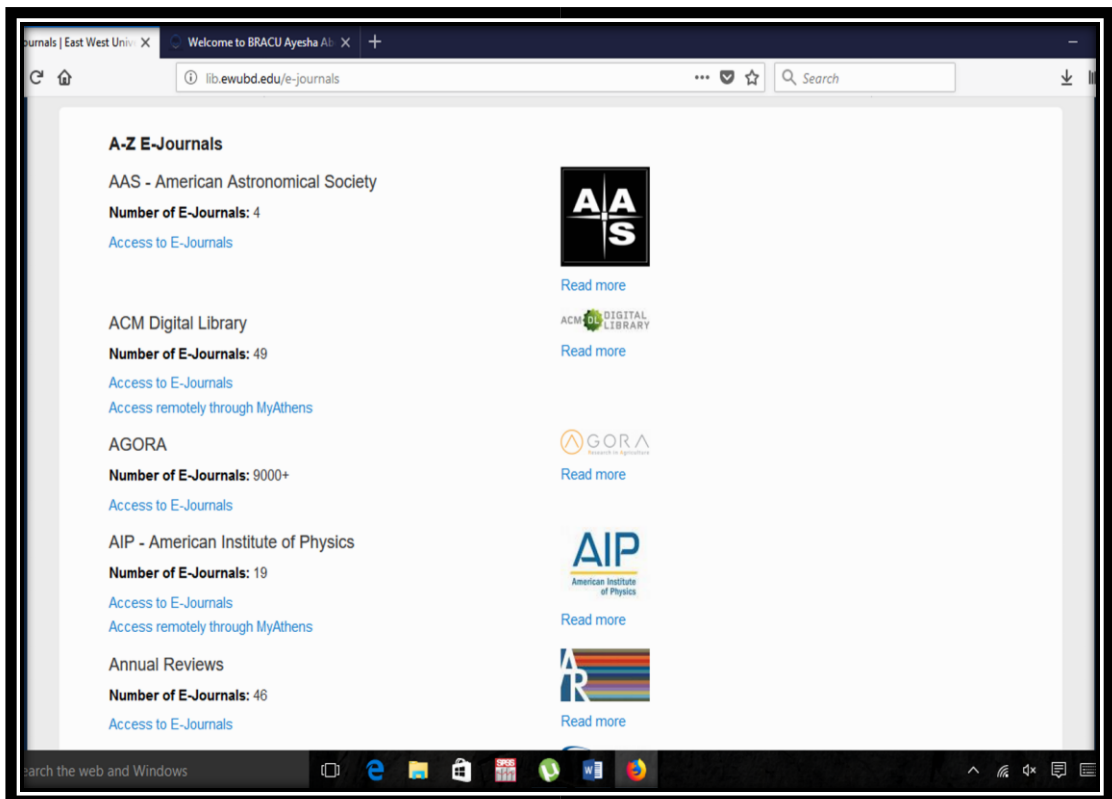 ournals | East West Univ
Welcome to BRACU Ayesha Ab
lib.ewubd.edu/e-journals
Search
A-Z E-Journals
AAS - American Astronomical Society
Number of E-Journals: 4
Access to E-Journals
A A
S
Read more
ACM Digital Library
Number of E-Journals: 49
Access to E-Journals
Access remotely through MyAthens
ACM DL DIGITAL
LIBRARY
Read more
AGORA
Number of E-Journals: 9000+
Access to E-Journals
AGORA
Research in Agriculture
Read more
AIP - American Institute of Physics
Number of E-Journals: 19
Access to E-Journals
Access remotely through MyAthens
AIP
American Institute
of Physics
Read more
Annual Reviews
Number of E-Journals: 46
Access to E-Journals
AR
Read more
earch the web and Windows
SPSS